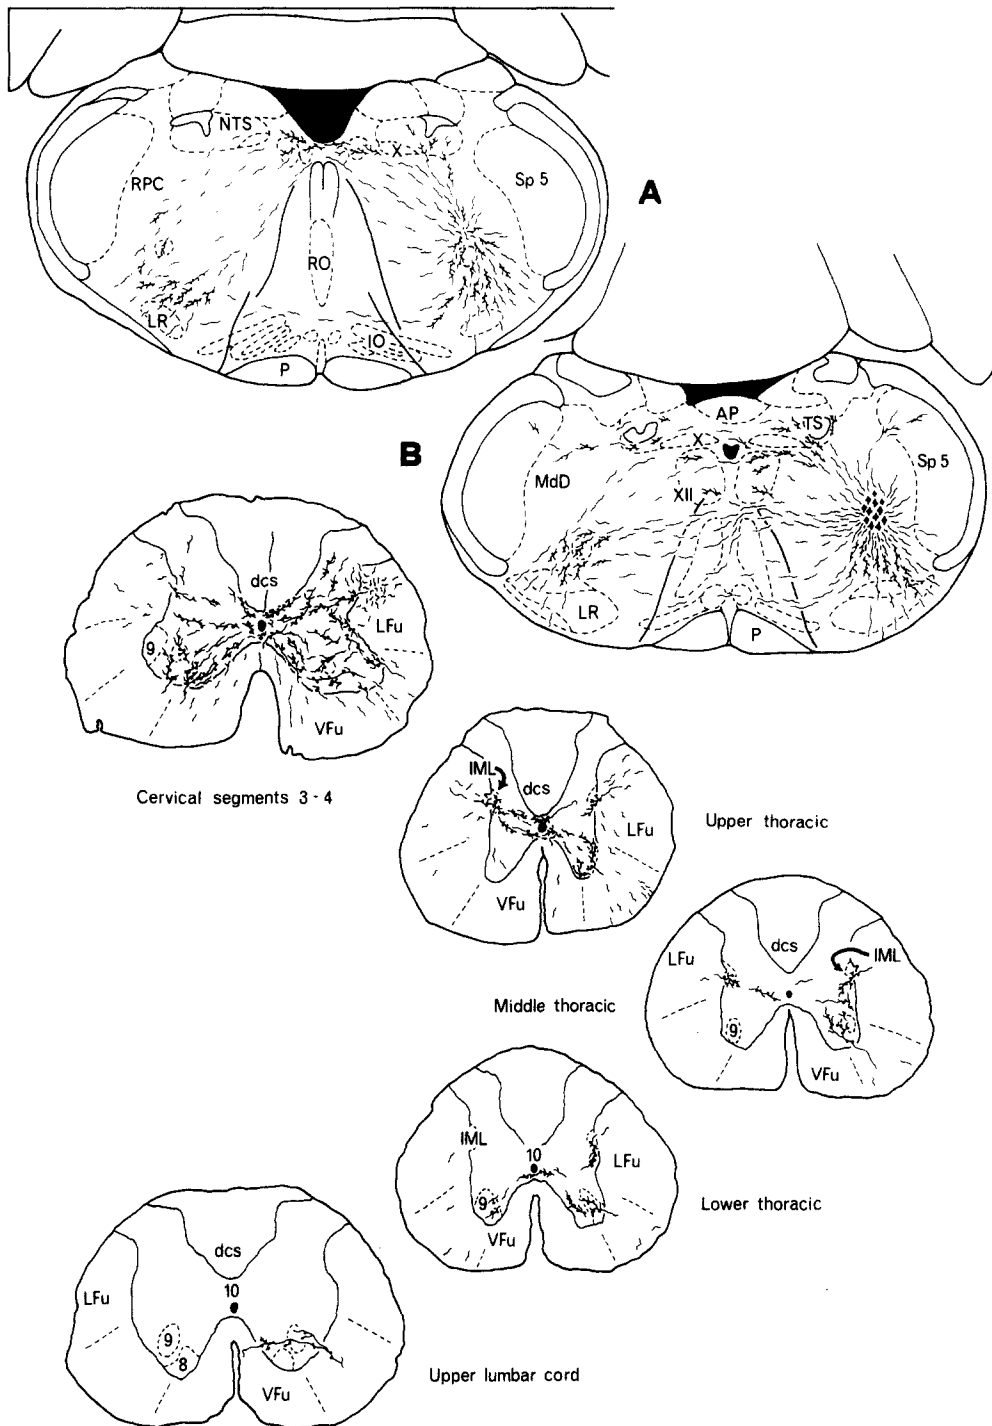 NTS
X
RPC
Sp 5
A
RO
LR
IO
P
AP
TS
X
B
MdD
Sp 5
XII
LR
P
dcs
LFu
9
VFu
Cervical segments 3 - 4
IML
dcs
LFu
Upper thoracic
VFu
dcs
LFu
IML
Middle thoracic
9
VFu
IML
10
LFu
9
VFu
Lower thoracic
dcs
10
LFu
9
8
VFu
Upper lumbar cord